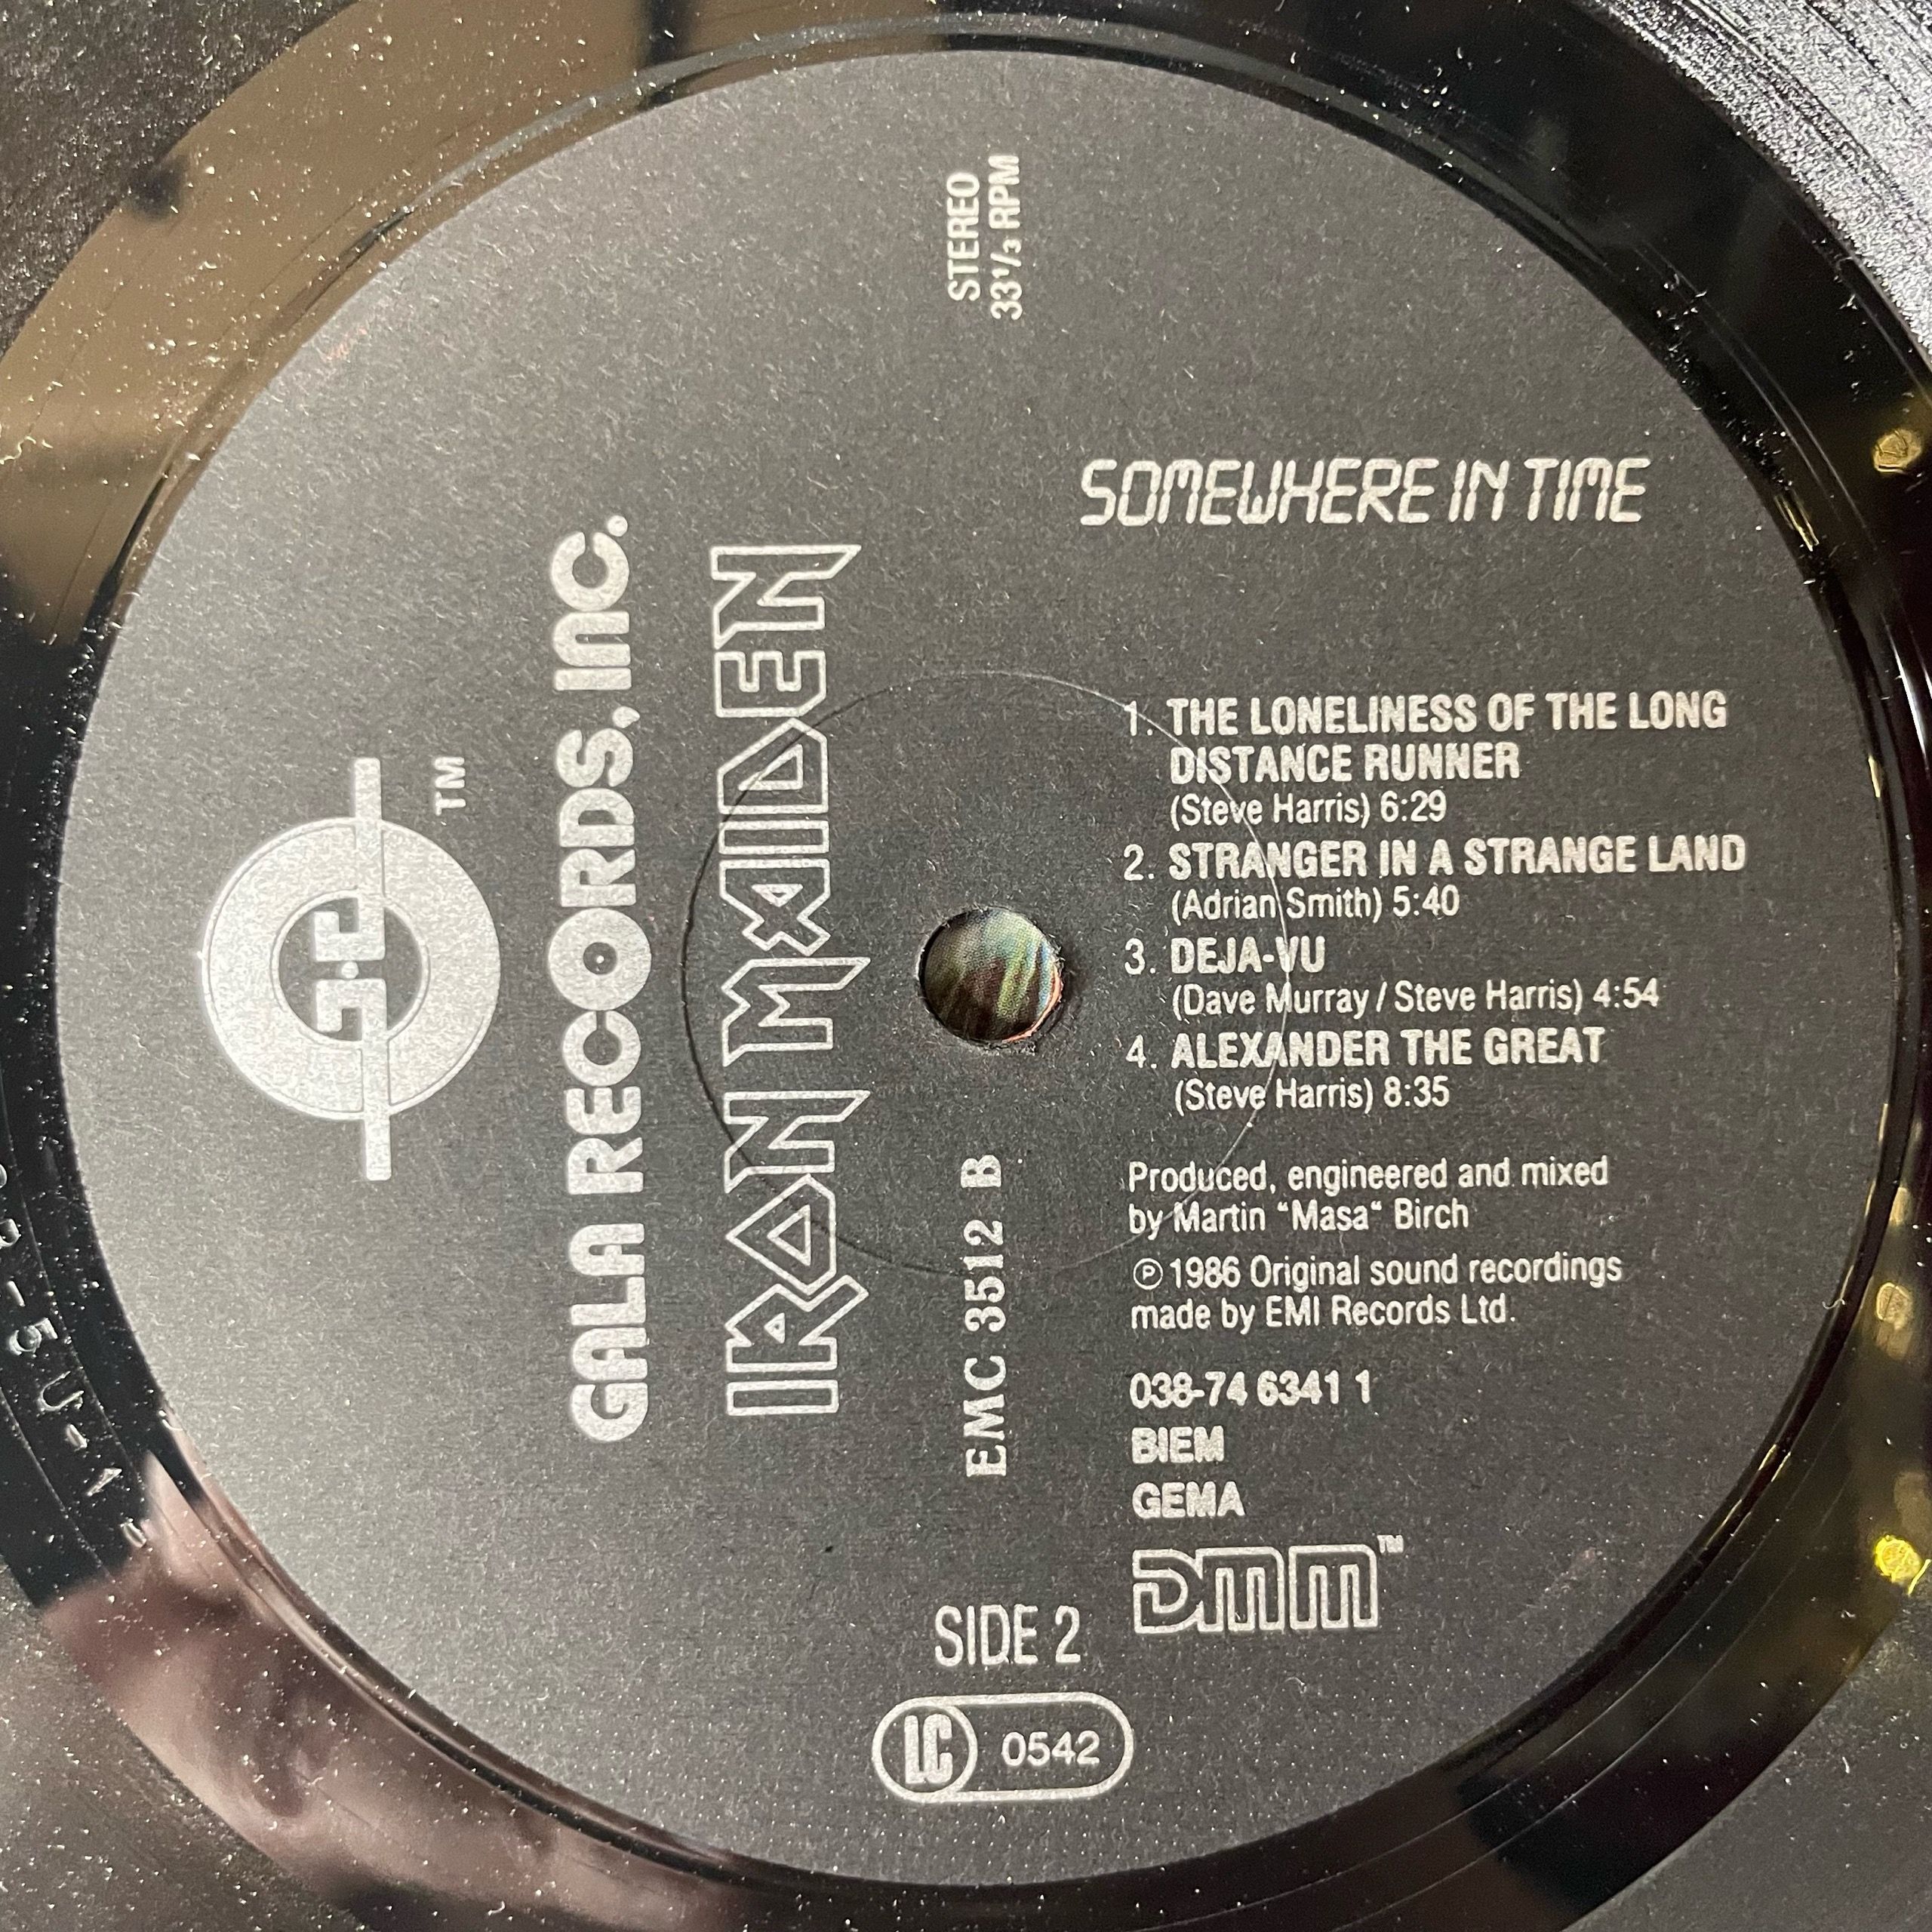 STEREO
33 1/3 RPM
SOMEWHERE IN TIME
TM
GALA RECORDS, INC.
IRON MAIDEN
EMC 3512 B
1. THE LONELINESS OF THE LONG
DISTANCE RUNNER
(Steve Harris) 6:29
2. STRANGER IN A STRANGE LAND
(Adrian Smith) 5:40
3. DEJA-VU
(Dave Murray / Steve Harris) 4:54
4. ALEXANDER THE GREAT
(Steve Harris) 8:35
Produced, engineered and mixed
by Martin “Masa“ Birch
℗ 1986 Original sound recordings
made by EMI Records Ltd.
038-74 6341 1
BIEM
GEMA
DMM™
SIDE 2
LC 0542